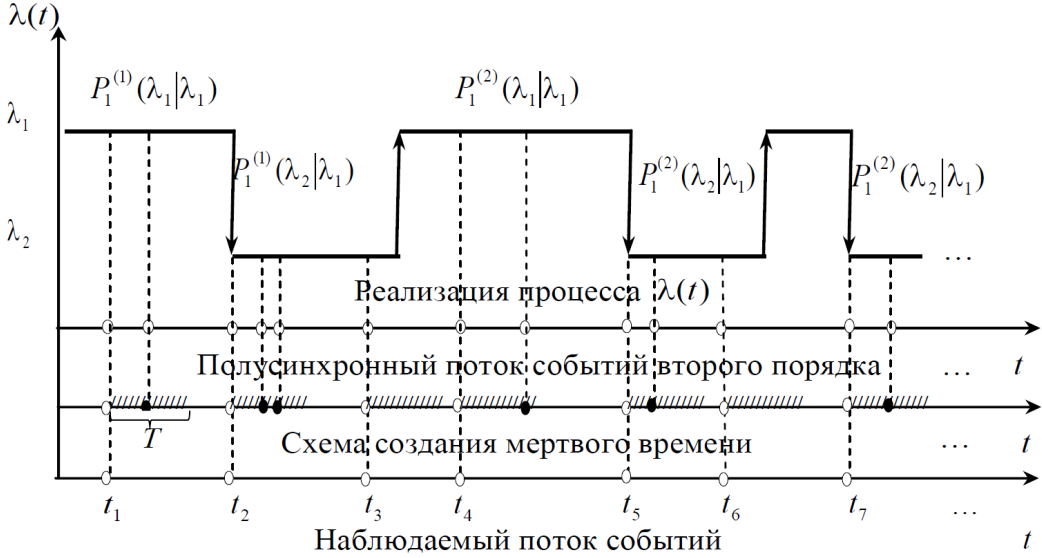 λ(t)
P₁⁽¹⁾(λ₁|λ₁) P₁⁽²⁾(λ₁|λ₁)
λ₁
P₁⁽¹⁾(λ₂|λ₁) P₁⁽²⁾(λ₂|λ₁) P₁⁽²⁾(λ₂|λ₁)
λ₂
...
Реализация процесса λ(t)
Полусинхронный поток событий второго порядка ... t
T
Схема создания мертвого времени ... t
t₁ t₂ t₃ t₄ t₅ t₆ t₇ ...
Наблюдаемый поток событий t